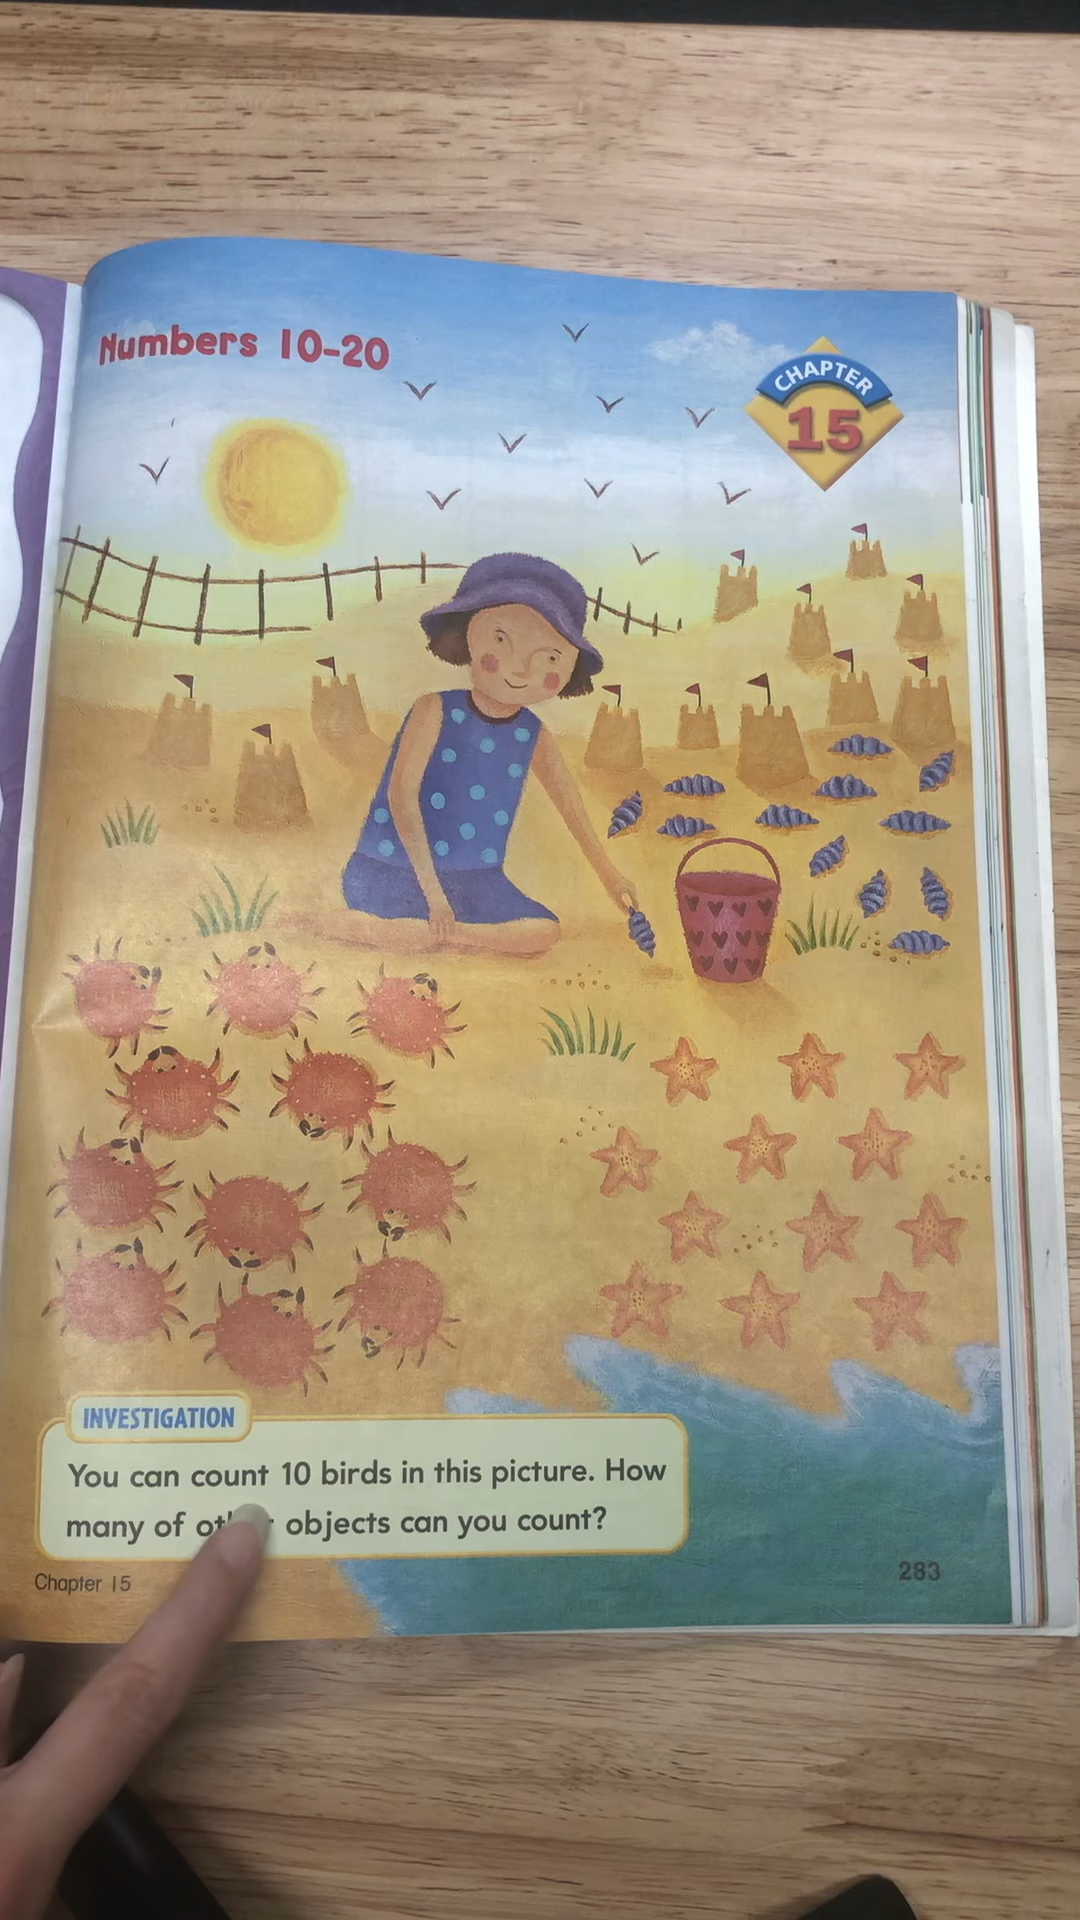 Numbers 10-20
CHAPTER
15
INVESTIGATION
You can count 10 birds in this picture. How
many of objects can you count?
Chapter 15
283